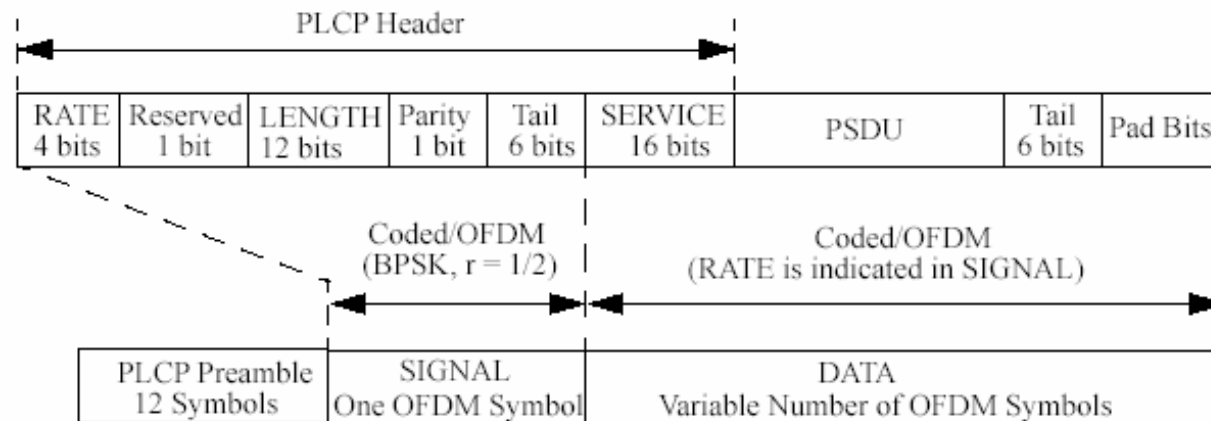 PLCP Header
RATE Reserved LENGTH Parity Tail SERVICE PSDU Tail Pad Bits
4 bits 1 bit 12 bits 1 bit 6 bits 16 bits 6 bits
Coded/OFDM Coded/OFDM
(BPSK, r = 1/2) (RATE is indicated in SIGNAL)
PLCP Preamble SIGNAL DATA
12 Symbols One OFDM Symbol Variable Number of OFDM Symbols